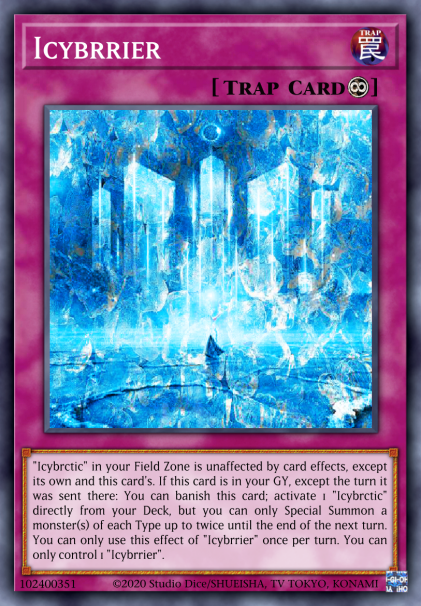 ICYBRRIER
TRAP
罠
[TRAP CARD♾]
"Icybrctic" in your Field Zone is unaffected by card effects, except
its own and this card's. If this card is in your GY, except the turn it
was sent there: You can banish this card; activate 1 "Icybrctic"
directly from your Deck, but you can only Special Summon a
monster(s) of each Type up to twice until the end of the next turn.
You can only use this effect of "Icybrrier" once per turn. You can
only control 1 "Icybrrier".
102400351 ©2020 Studio Dice/SHUEISHA, TV TOKYO, KONAMI